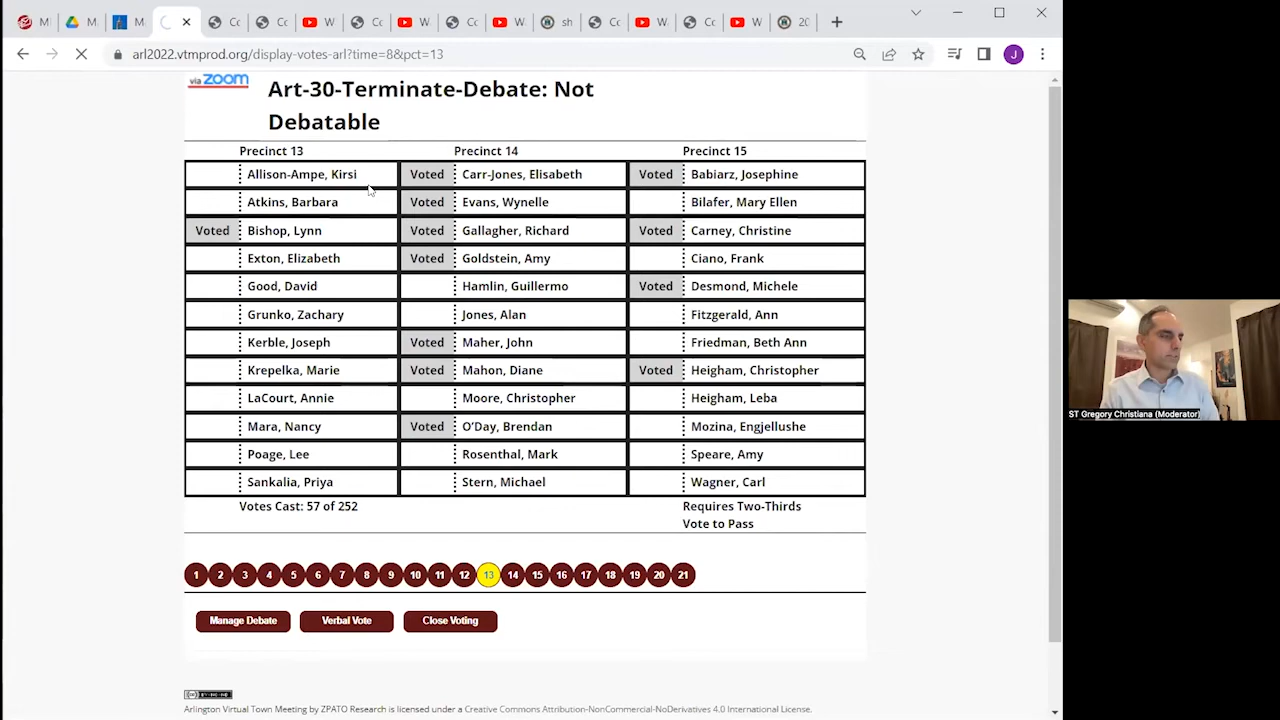 M
M
M
Co
Co
W
Co
W
Co
W
sh
Co
W
Co
W
20
arl2022.vtmprod.org/display-votes-arl?time=8&pct=13
J
via zoom
Art-30-Terminate-Debate: Not
Debatable
Precinct 13 Precinct 14 Precinct 15
Allison-Ampe, Kirsi Voted Carr-Jones, Elisabeth Voted Babiarz, Josephine
Atkins, Barbara Voted Evans, Wynelle Bilafer, Mary Ellen
Voted Bishop, Lynn Voted Gallagher, Richard Voted Carney, Christine
Exton, Elizabeth Voted Goldstein, Amy Ciano, Frank
Good, David Hamlin, Guillermo Voted Desmond, Michele
Grunko, Zachary Jones, Alan Fitzgerald, Ann
Kerble, Joseph Voted Maher, John Friedman, Beth Ann
Krepelka, Marie Voted Mahon, Diane Voted Heigham, Christopher
LaCourt, Annie Moore, Christopher Heigham, Leba
Mara, Nancy Voted O'Day, Brendan Mozina, Engjellushe
Poage, Lee Rosenthal, Mark Speare, Amy
Sankalia, Priya Stern, Michael Wagner, Carl
Votes Cast: 57 of 252 Requires Two-Thirds
Vote to Pass
1 2 3 4 5 6 7 8 9 10 11 12 13 14 15 16 17 18 19 20 21
Manage Debate Verbal Vote Close Voting
Arlington Virtual Town Meeting by ZPATO Research is licensed under a Creative Commons Attribution-NonCommercial-NoDerivatives 4.0 International License.
ST Gregory Christiana (Moderator)